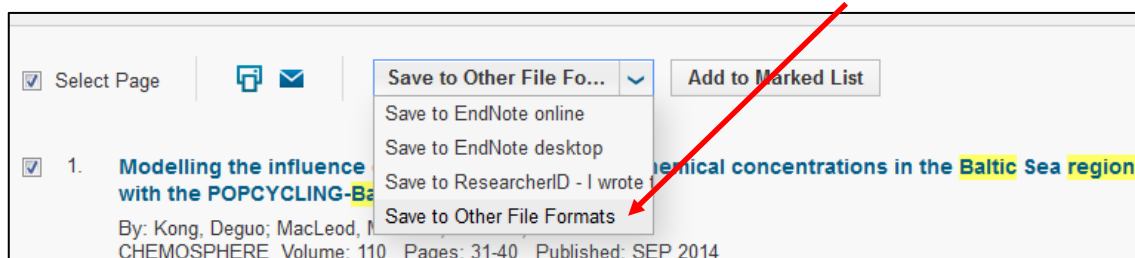 Select Page
Save to Other File Fo...
Add to Marked List
Save to EndNote online
Save to EndNote desktop
Save to ResearcherID - I wrote
Save to Other File Formats
1. Modelling the influence emical concentrations in the Baltic Sea region
with the POPCYCLING-Ba
By: Kong, Deguo; MacLeod,
CHEMOSPHERE Volume: 110 Pages: 31-40 Published: SEP 2014